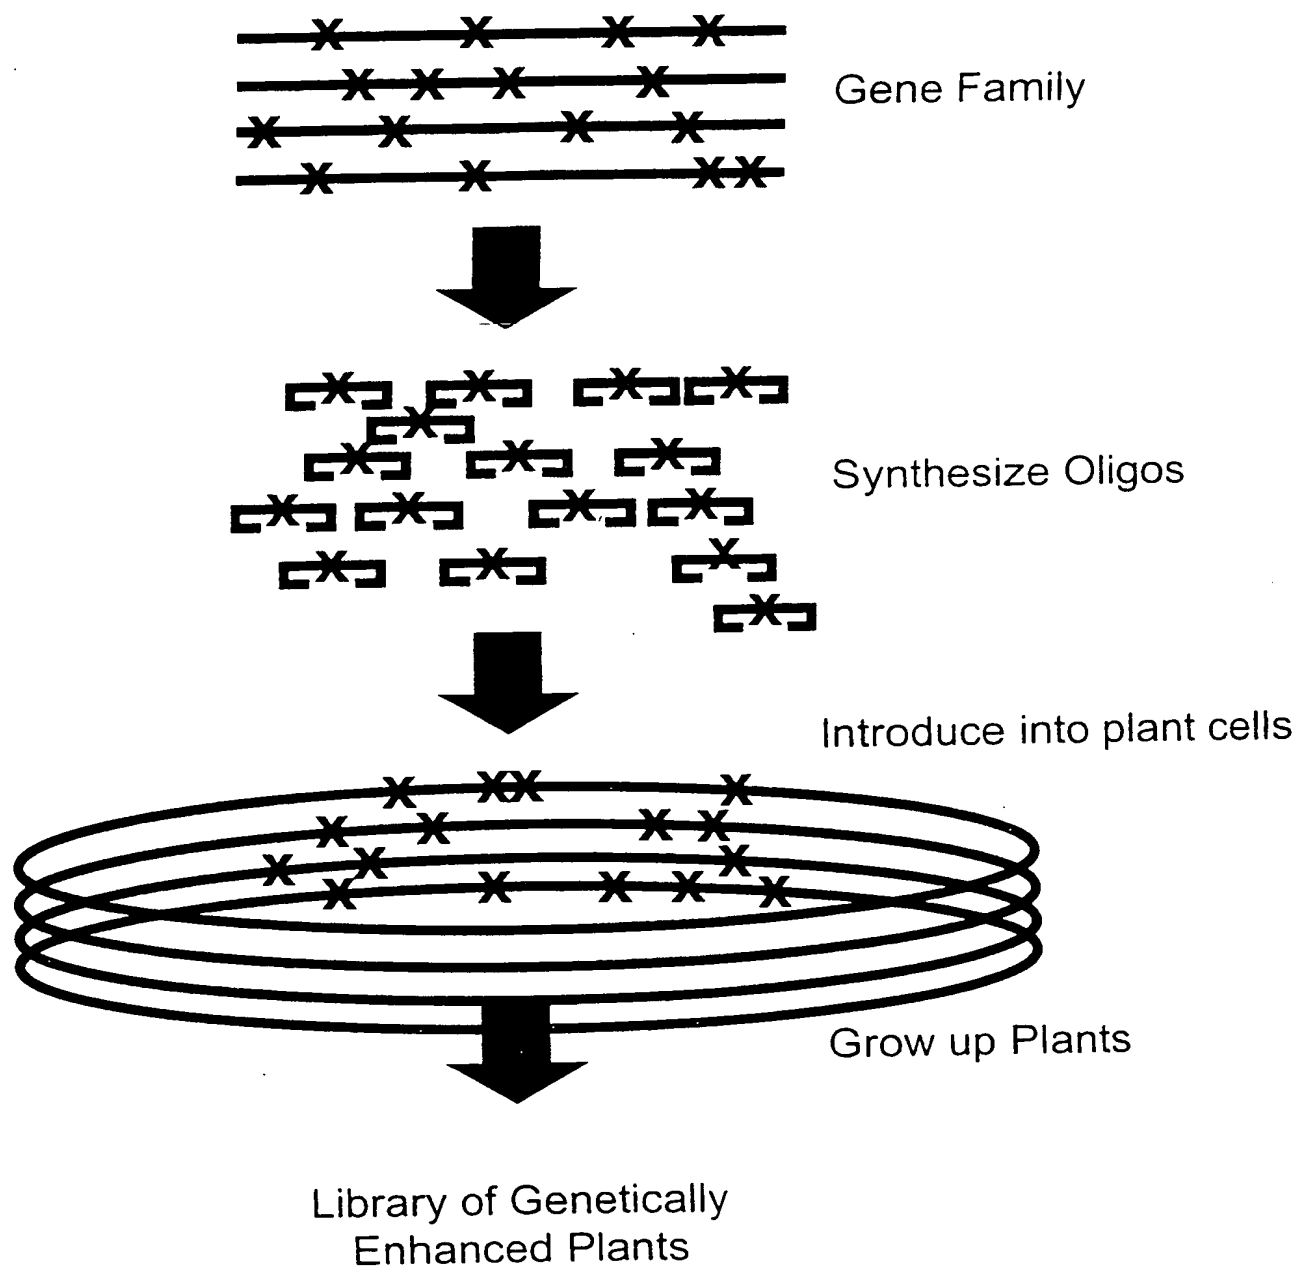 Gene Family
Synthesize Oligos
Introduce into plant cells
Grow up Plants
Library of Genetically
Enhanced Plants